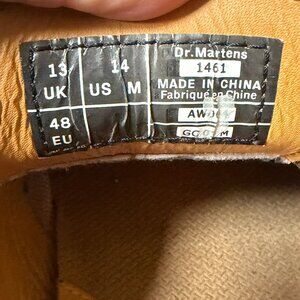 13
UK
48
EU
14
US M
Dr.Martens
1461
MADE IN CHINA
Fabriqué en Chine